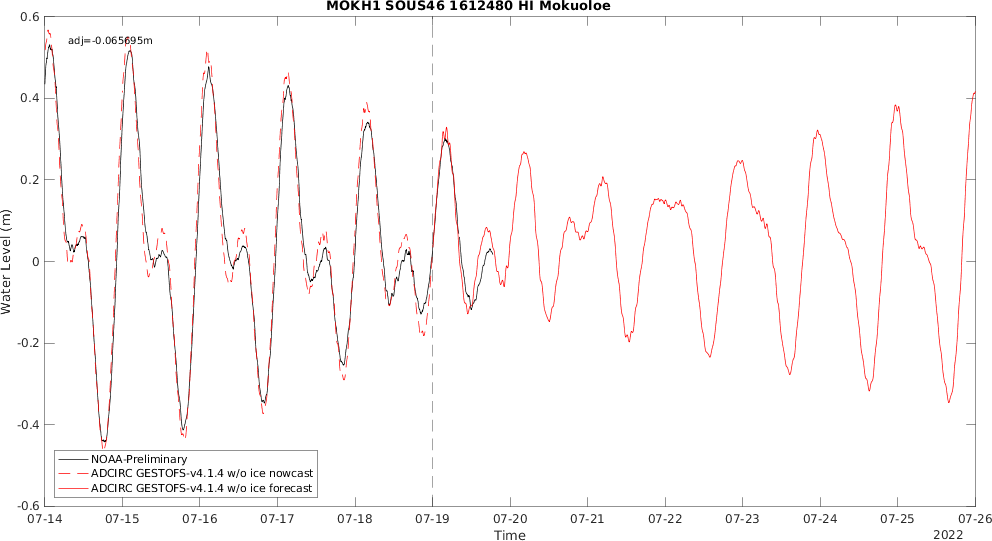 MOKH1 SOUS46 1612480 HI Mokuoloe
adj=-0.065695m
Water Level (m)
0.6
0.4
0.2
0
-0.2
-0.4
-0.6
NOAA-Preliminary
ADCIRC GESTOFS-v4.1.4 w/o ice nowcast
ADCIRC GESTOFS-v4.1.4 w/o ice forecast
07-14 07-15 07-16 07-17 07-18 07-19 07-20 07-21 07-22 07-23 07-24 07-25 07-26
Time
2022